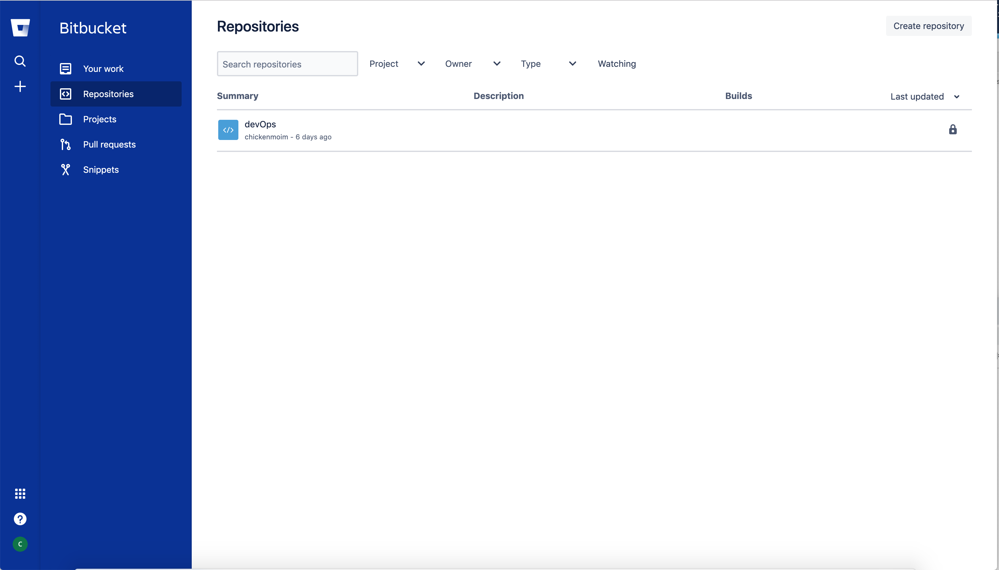 Bitbucket
Your work
Repositories
Projects
Pull requests
Snippets
C
Repositories
Create repository
Search repositories
Project
Owner
Type
Watching
Summary
Description
Builds
Last updated
</>
devOps
chickenmoim - 6 days ago